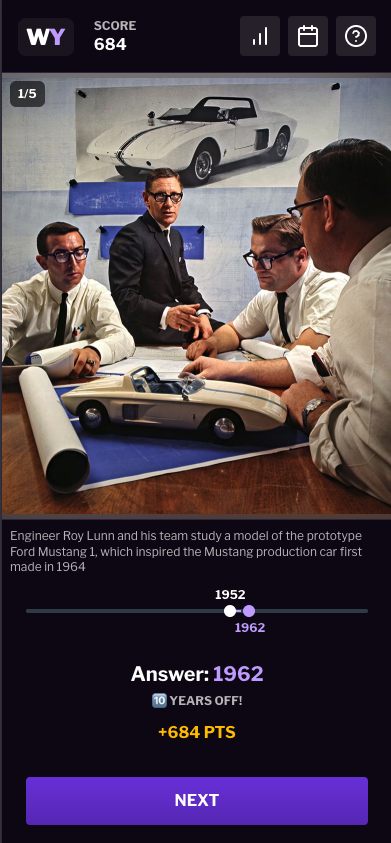 WY
SCORE
684
1/5
Engineer Roy Lunn and his team study a model of the prototype
Ford Mustang 1, which inspired the Mustang production car first
made in 1964
1952
1962
Answer: 1962
🔟 YEARS OFF!
+684 PTS
NEXT